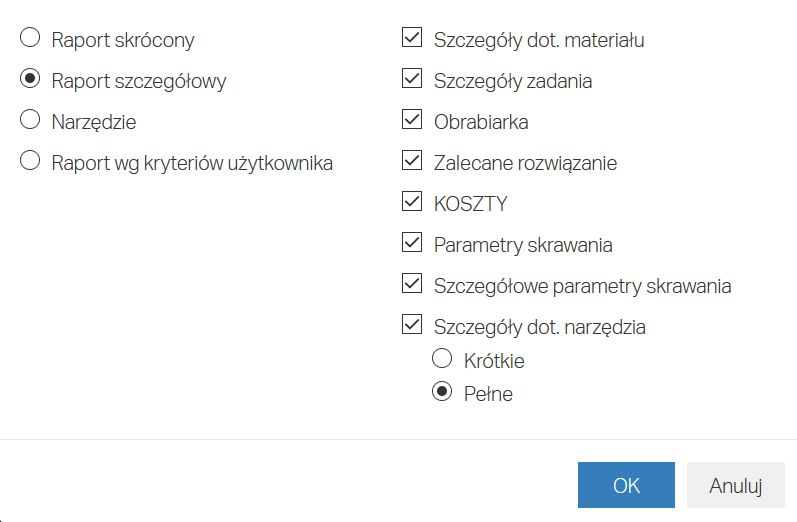 Raport skrócony
Raport szczegółowy
Narzędzie
Raport wg kryteriów użytkownika
Szczegóły dot. materiału
Szczegóły zadania
Obrabiarka
Zalecane rozwiązanie
KOSZTY
Parametry skrawania
Szczegółowe parametry skrawania
Szczegóły dot. narzędzia
Krótkie
Pełne
OK
Anuluj